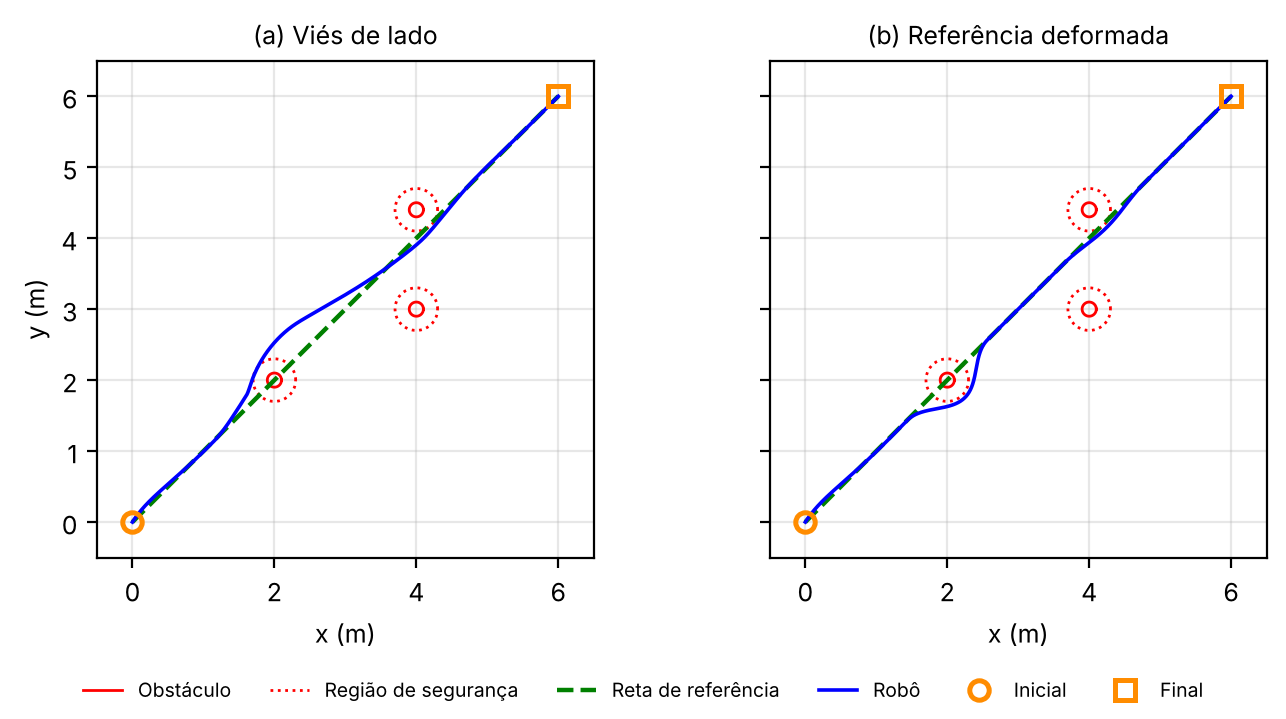 (a) Viés de lado
(b) Referência deformada
6
5
4
3
2
1
0
y (m)
0 2 4 6
0 2 4 6
x (m)
x (m)
Obstáculo
Região de segurança
Reta de referência
Robô
Inicial
Final